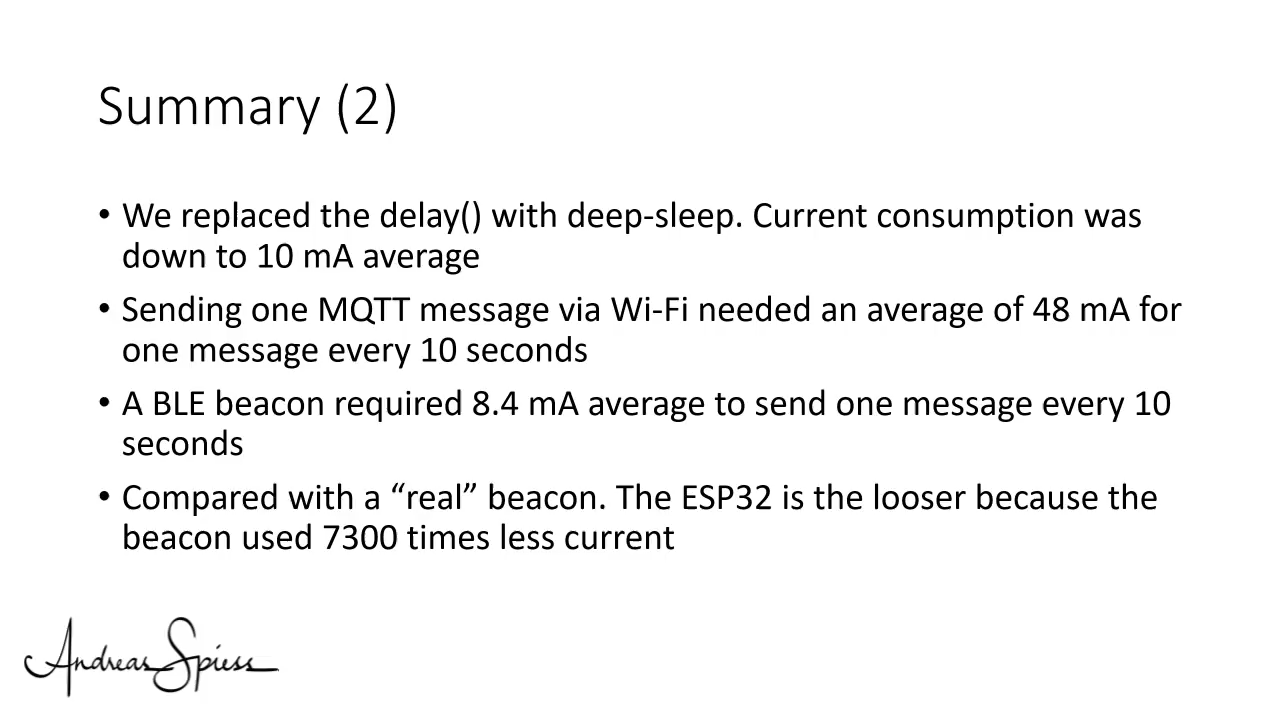 Summary (2)
• We replaced the delay() with deep-sleep. Current consumption was
down to 10 mA average
• Sending one MQTT message via Wi-Fi needed an average of 48 mA for
one message every 10 seconds
• A BLE beacon required 8.4 mA average to send one message every 10
seconds
• Compared with a “real” beacon. The ESP32 is the looser because the
beacon used 7300 times less current
Andreas Spiess